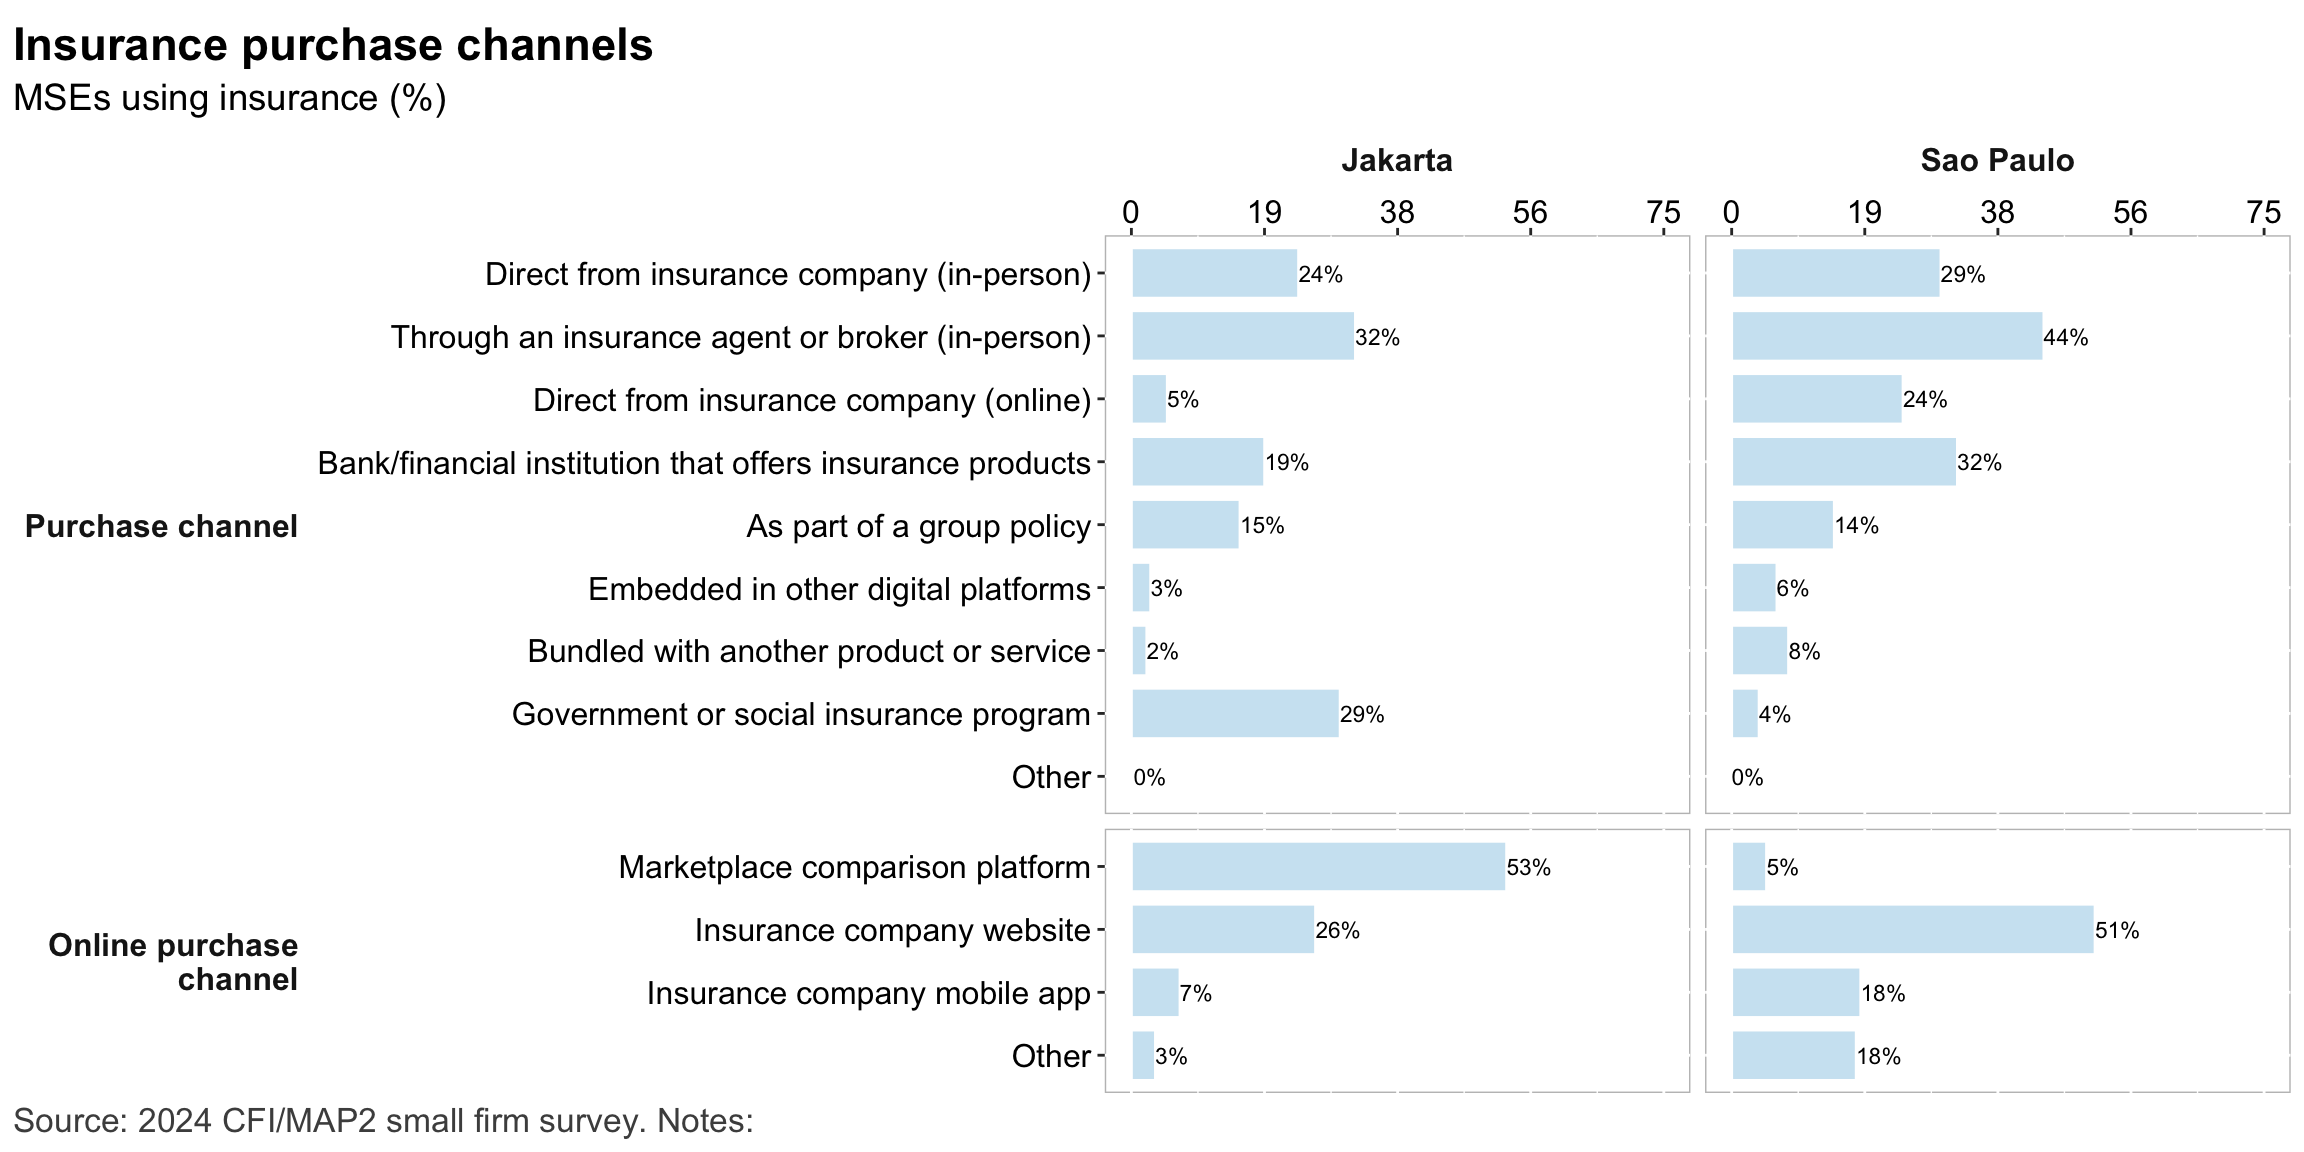 Insurance purchase channels
MSEs using insurance (%)
Jakarta
Sao Paulo
0 19 38 56 75
0 19 38 56 75
Direct from insurance company (in-person) 24% 29%
Through an insurance agent or broker (in-person) 32% 44%
Direct from insurance company (online) 5% 24%
Bank/financial institution that offers insurance products 19% 32%
Purchase channel
As part of a group policy 15% 14%
Embedded in other digital platforms 3% 6%
Bundled with another product or service 2% 8%
Government or social insurance program 29% 4%
Other 0% 0%
Marketplace comparison platform 53% 5%
Insurance company website 26% 51%
Online purchase
channel
Insurance company mobile app 7% 18%
Other 3% 18%
Source: 2024 CFI/MAP2 small firm survey. Notes: